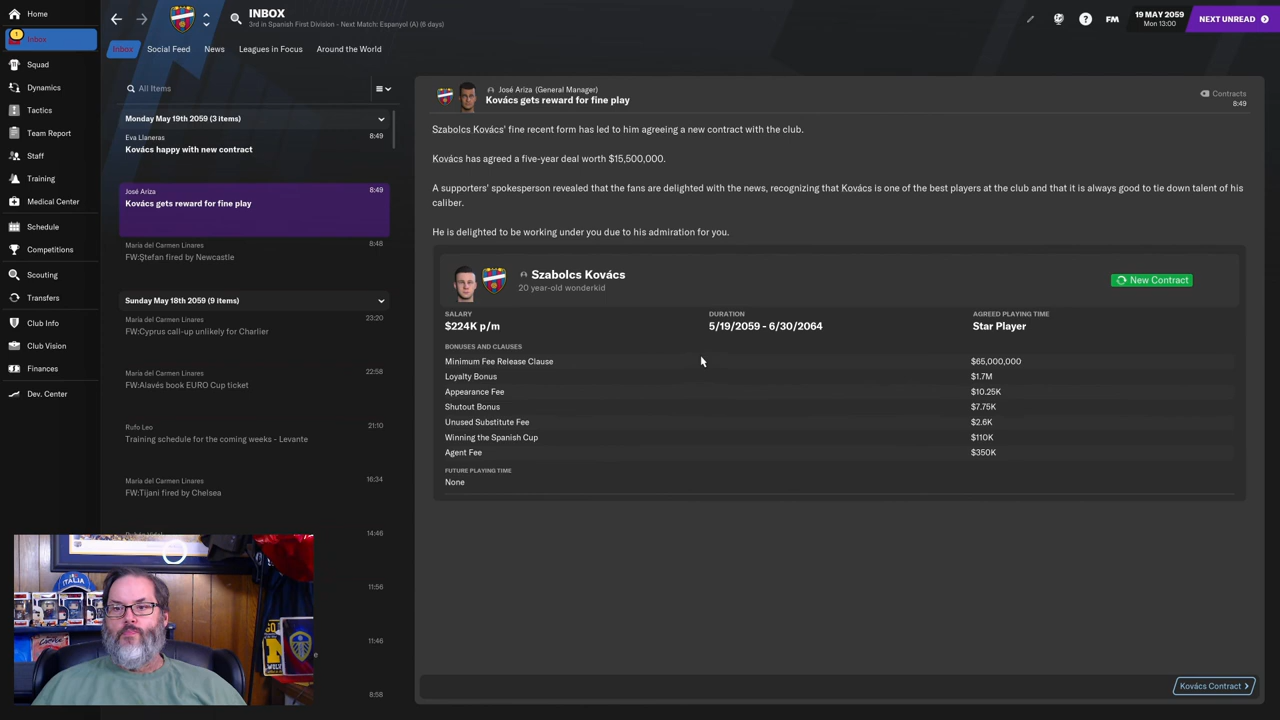 Home
1
Inbox
Squad
Dynamics
Tactics
Team Report
Staff
Training
Medical Center
Schedule
Competitions
Scouting
Transfers
Club Info
Club Vision
Finances
Dev. Center
INBOX
3rd in Spanish First Division - Next Match: Espanyol (A) (6 days)
FM
19 MAY 2059
Mon 13:00
NEXT UNREAD
Inbox
Social Feed
News
Leagues in Focus
Around the World
All Items
Monday May 19th 2059 (3 items)
Eva Llaneras
8:49
Kovács happy with new contract
José Ariza
8:49
Kovács gets reward for fine play
María del Carmen Linares
8:48
FW:Ștefan fired by Newcastle
Sunday May 18th 2059 (9 items)
María del Carmen Linares
23:20
FW:Cyprus call-up unlikely for Charlier
María del Carmen Linares
22:58
FW:Alavés book EURO Cup ticket
Rufo Leo
21:10
Training schedule for the coming weeks - Levante
María del Carmen Linares
16:34
FW:Tijani fired by Chelsea
14:46
11:56
11:46
8:58
José Ariza (General Manager)
Kovács gets reward for fine play
Contracts
8:49
Szabolcs Kovács' fine recent form has led to him agreeing a new contract with the club.
Kovács has agreed a five-year deal worth $15,500,000.
A supporters' spokesperson revealed that the fans are delighted with the news, recognizing that Kovács is one of the best players at the club and that it is always good to tie down talent of his
caliber.
He is delighted to be working under you due to his admiration for you.
Szabolcs Kovács
20 year-old wonderkid
New Contract
SALARY
$224K p/m
DURATION
5/19/2059 - 6/30/2064
AGREED PLAYING TIME
Star Player
BONUSES AND CLAUSES
Minimum Fee Release Clause $65,000,000
Loyalty Bonus $1.7M
Appearance Fee $10.25K
Shutout Bonus $7.75K
Unused Substitute Fee $2.6K
Winning the Spanish Cup $110K
Agent Fee $350K
FUTURE PLAYING TIME
None
Kovács Contract
ITALIA